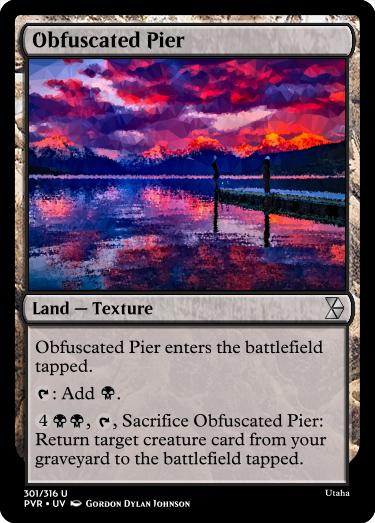 Obfuscated Pier
Land — Texture
Obfuscated Pier enters the battlefield
tapped.
: Add .
4 , , Sacrifice Obfuscated Pier:
Return target creature card from your
graveyard to the battlefield tapped.
301/316 U
Utaha
PVR • UV Gordon Dylan Johnson